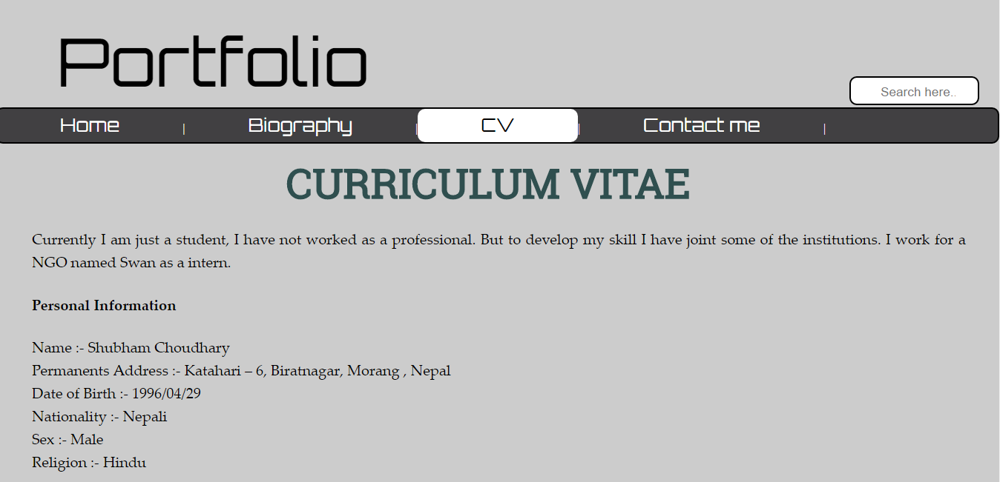 Portfolio
Search here..
Home | Biography | CV | Contact me |
CURRICULUM VITAE
Currently I am just a student, I have not worked as a professional. But to develop my skill I have joint some of the institutions. I work for a
NGO named Swan as a intern.
Personal Information
Name :- Shubham Choudhary
Permanents Address :- Katahari – 6, Biratnagar, Morang , Nepal
Date of Birth :- 1996/04/29
Nationality :- Nepali
Sex :- Male
Religion :- Hindu